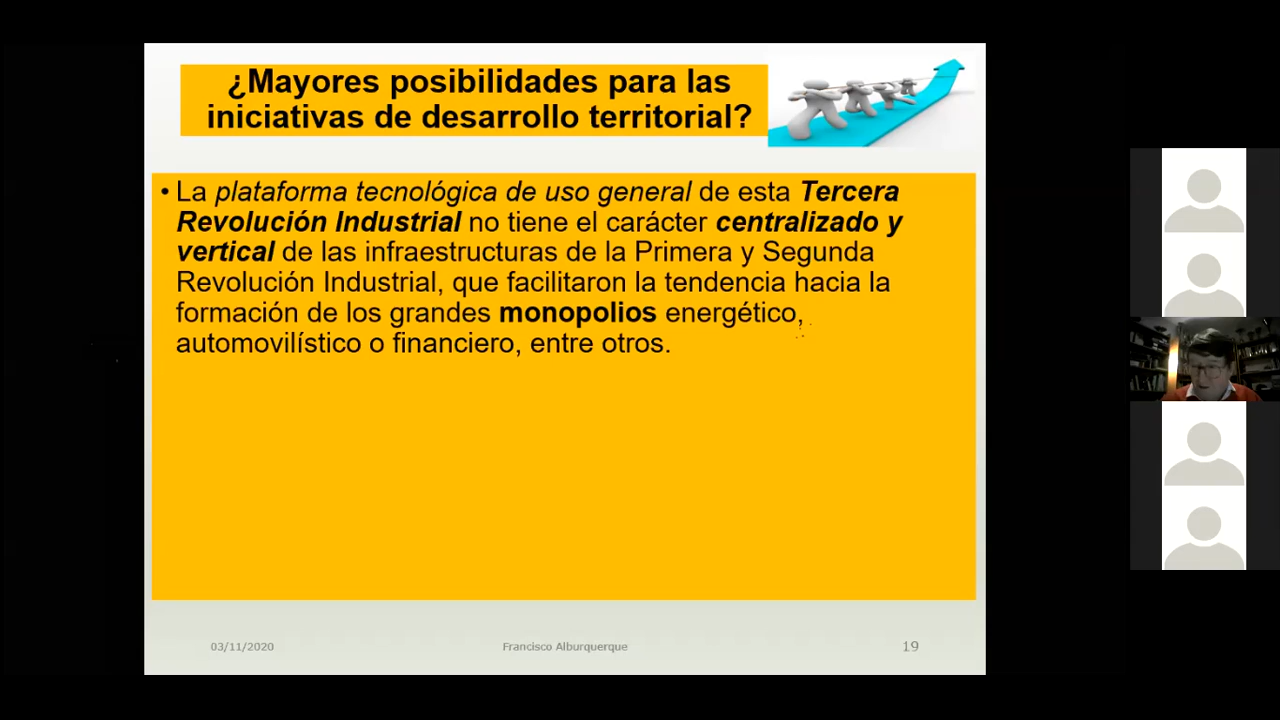 ¿Mayores posibilidades para las
iniciativas de desarrollo territorial?
• La plataforma tecnológica de uso general de esta Tercera
Revolución Industrial no tiene el carácter centralizado y
vertical de las infraestructuras de la Primera y Segunda
Revolución Industrial, que facilitaron la tendencia hacia la
formación de los grandes monopolios energético,
automovilístico o financiero, entre otros.
03/11/2020
Francisco Alburquerque
19